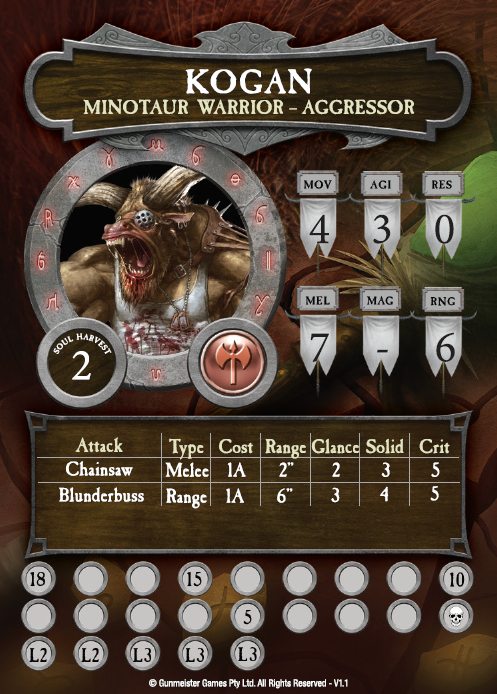 KOGAN
MINOTAUR WARRIOR – AGGRESSOR
MOV AGI RES
4 3 0
MEL MAG RNG
7 - 6
SOUL HARVEST
2
Attack Type Cost Range Glance Solid Crit
Chainsaw Melee 1A 2" 2 3 5
Blunderbuss Range 1A 6" 3 4 5
18 15 10
5
L2 L2 L3 L3 L3
© Gunmeister Games Pty Ltd. All Rights Reserved - V1.1